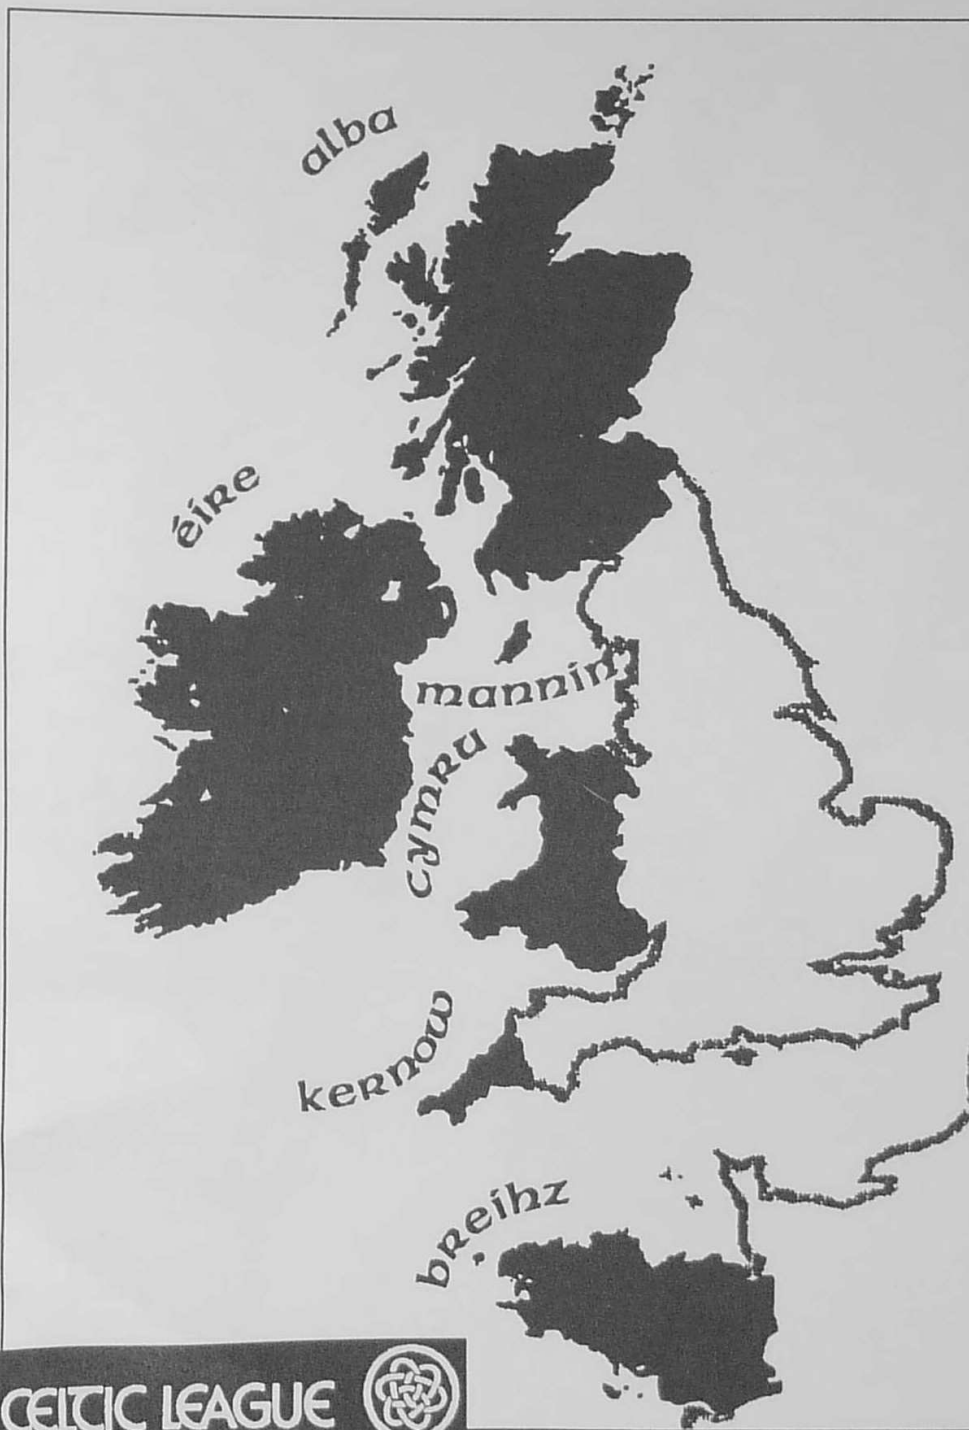 alba
éire
mannin
cymru
kernow
breihz
CELTIC LEAGUE